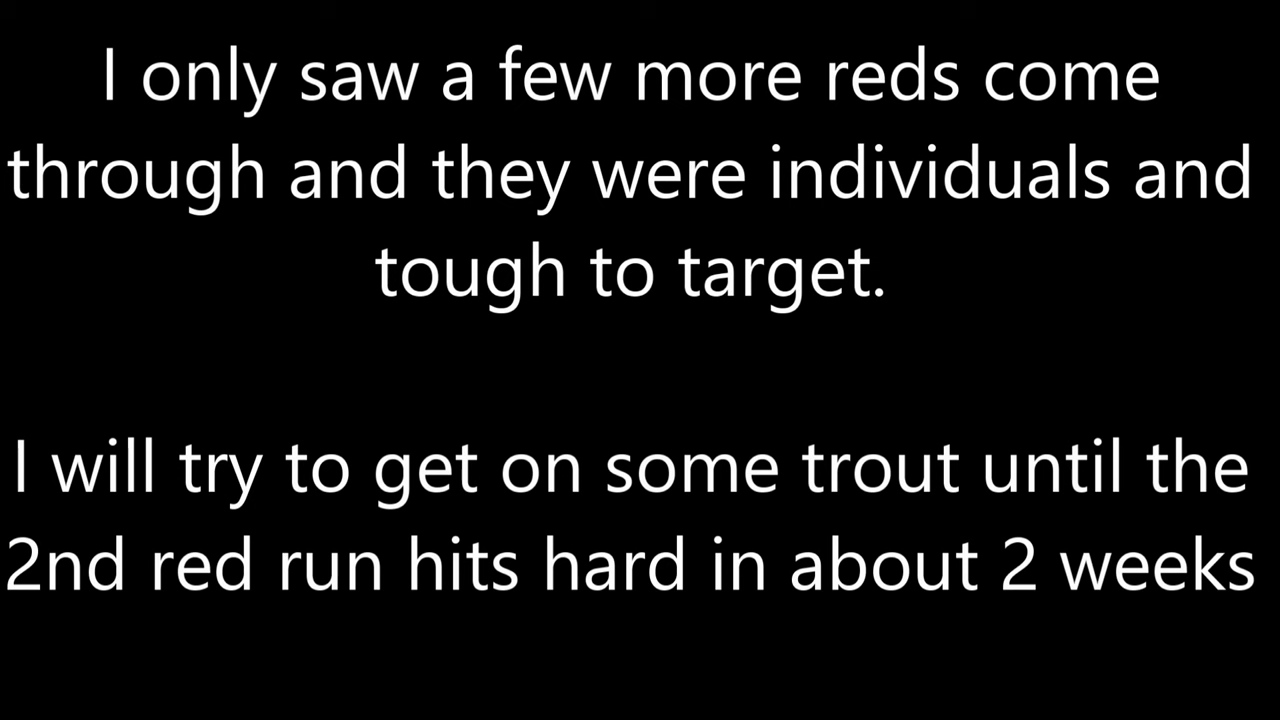 I only saw a few more reds come
through and they were individuals and
tough to target.
I will try to get on some trout until the
2nd red run hits hard in about 2 weeks